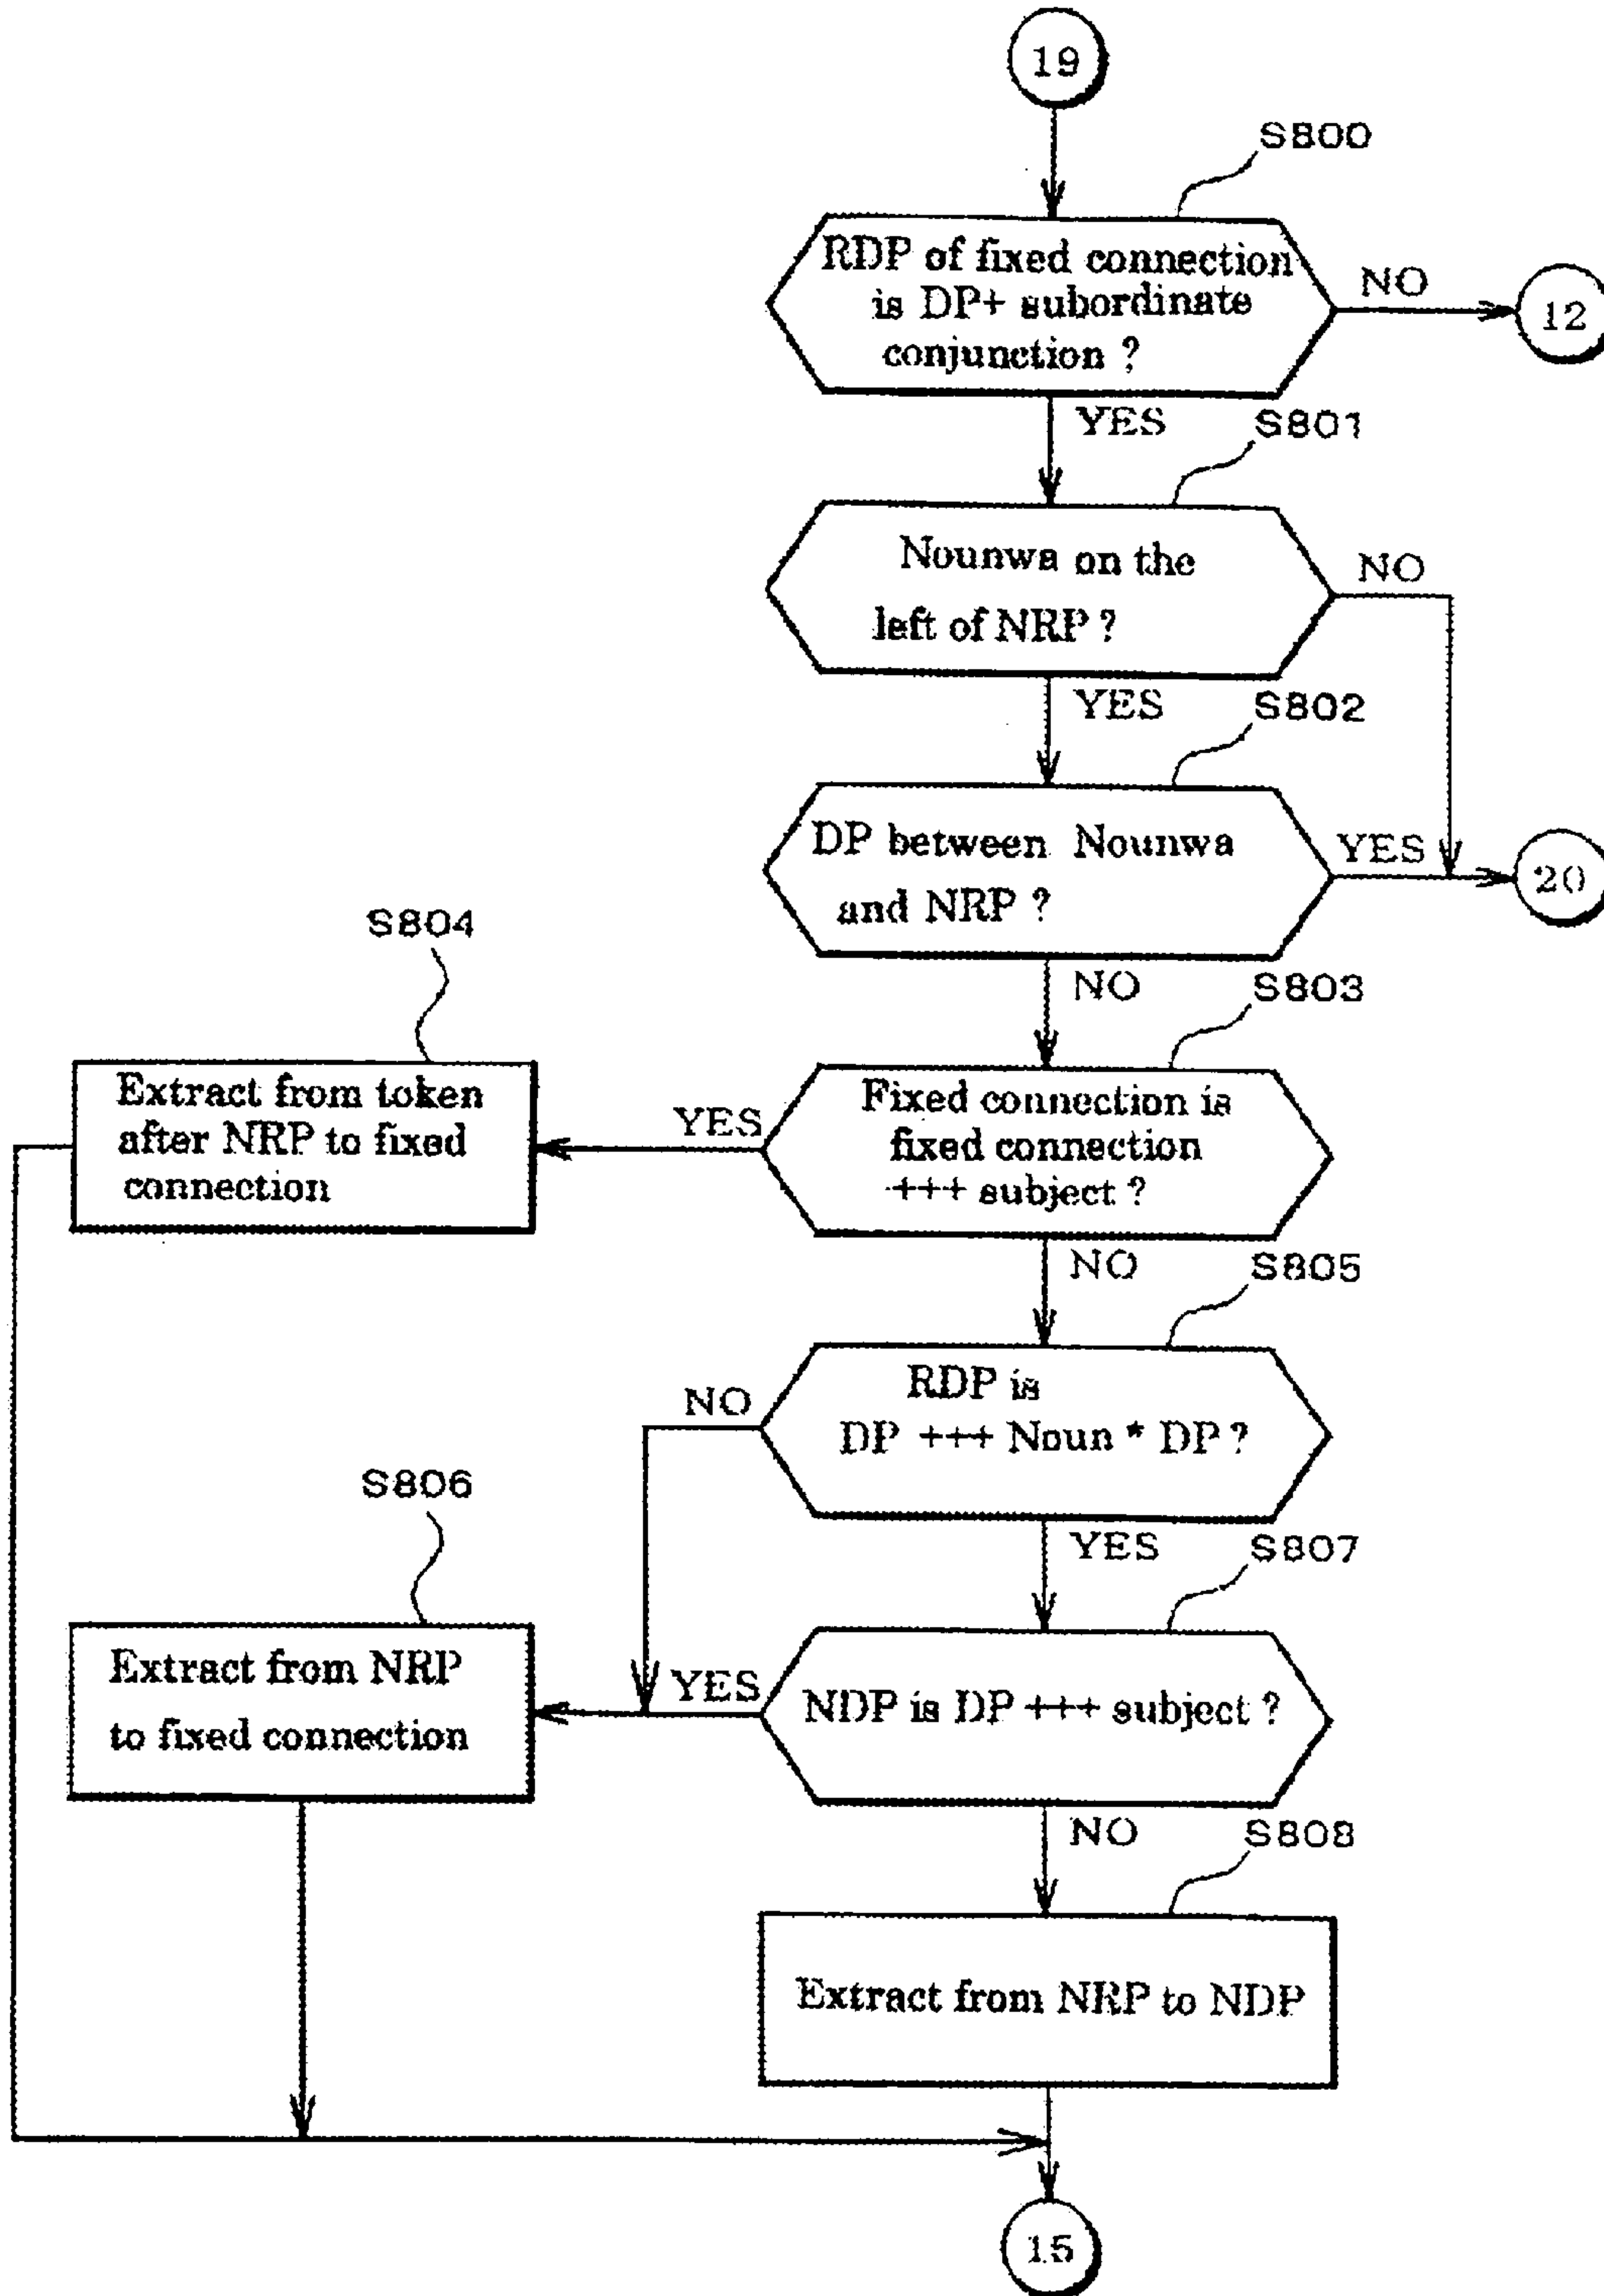 19
S800
RDP of fixed connection
is DP+ subordinate
conjunction ?
NO
12
YES
S801
Nounwa on the
left of NRP ?
NO
YES
S802
DP between Nounwa
and NRP ?
YES
20
NO
S803
S804
Fixed connection is
fixed connection
+++ subject ?
YES
Extract from token
after NRP to fixed
connection
NO
S805
RDP is
DP +++ Noun * DP ?
NO
YES
S806
S807
NDP is DP +++ subject ?
YES
Extract from NRP
to fixed connection
NO
S808
Extract from NRP to NDP
15